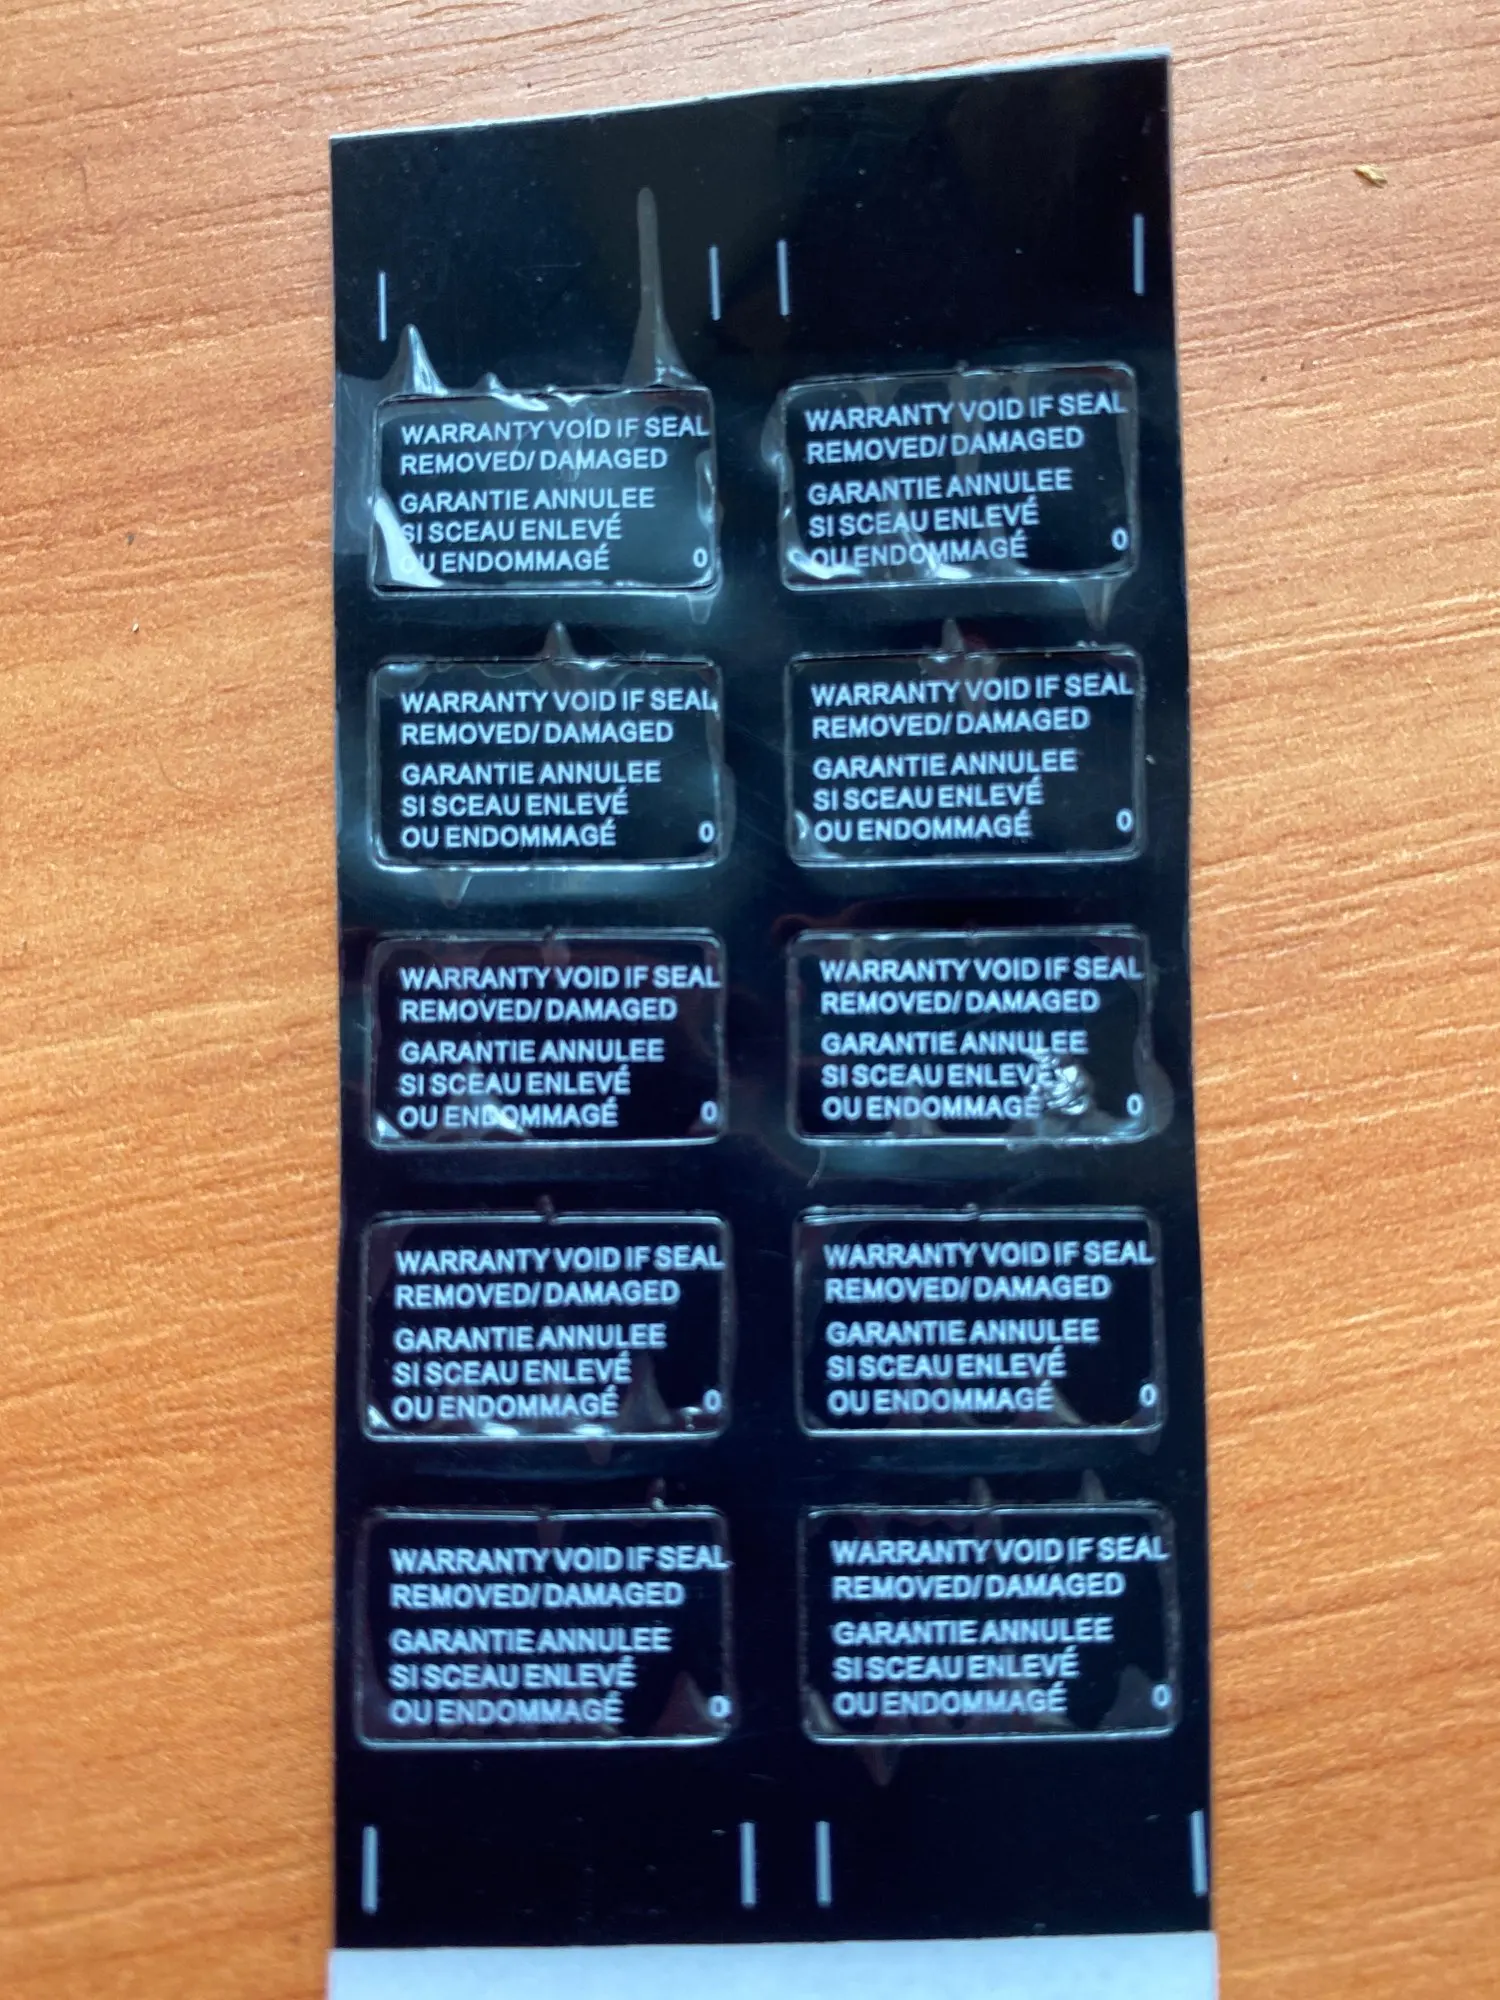 WARRANTY VOID IF SEAL
REMOVED/ DAMAGED
GARANTIE ANNULEE
SI SCEAU ENLEVÉ
OU ENDOMMAGÉ 0
WARRANTY VOID IF SEAL
REMOVED/ DAMAGED
GARANTIE ANNULEE
SI SCEAU ENLEVÉ
OU ENDOMMAGÉ 0
WARRANTY VOID IF SEAL
REMOVED/ DAMAGED
GARANTIE ANNULEE
SI SCEAU ENLEVÉ
OU ENDOMMAGÉ 0
WARRANTY VOID IF SEAL
REMOVED/ DAMAGED
GARANTIE ANNULEE
SI SCEAU ENLEVÉ
OU ENDOMMAGÉ 0
WARRANTY VOID IF SEAL
REMOVED/ DAMAGED
GARANTIE ANNULEE
SI SCEAU ENLEVÉ
OU ENDOMMAGÉ 0
WARRANTY VOID IF SEAL
REMOVED/ DAMAGED
GARANTIE ANNULEE
SI SCEAU ENLEVÉ
OU ENDOMMAGÉ 0
WARRANTY VOID IF SEAL
REMOVED/ DAMAGED
GARANTIE ANNULEE
SI SCEAU ENLEVÉ
OU ENDOMMAGÉ 0
WARRANTY VOID IF SEAL
REMOVED/ DAMAGED
GARANTIE ANNULEE
SI SCEAU ENLEVÉ
OU ENDOMMAGÉ 0
WARRANTY VOID IF SEAL
REMOVED/ DAMAGED
GARANTIE ANNULEE
SI SCEAU ENLEVÉ
OU ENDOMMAGÉ 0
WARRANTY VOID IF SEAL
REMOVED/ DAMAGED
GARANTIE ANNULEE
SI SCEAU ENLEVÉ
OU ENDOMMAGÉ 0